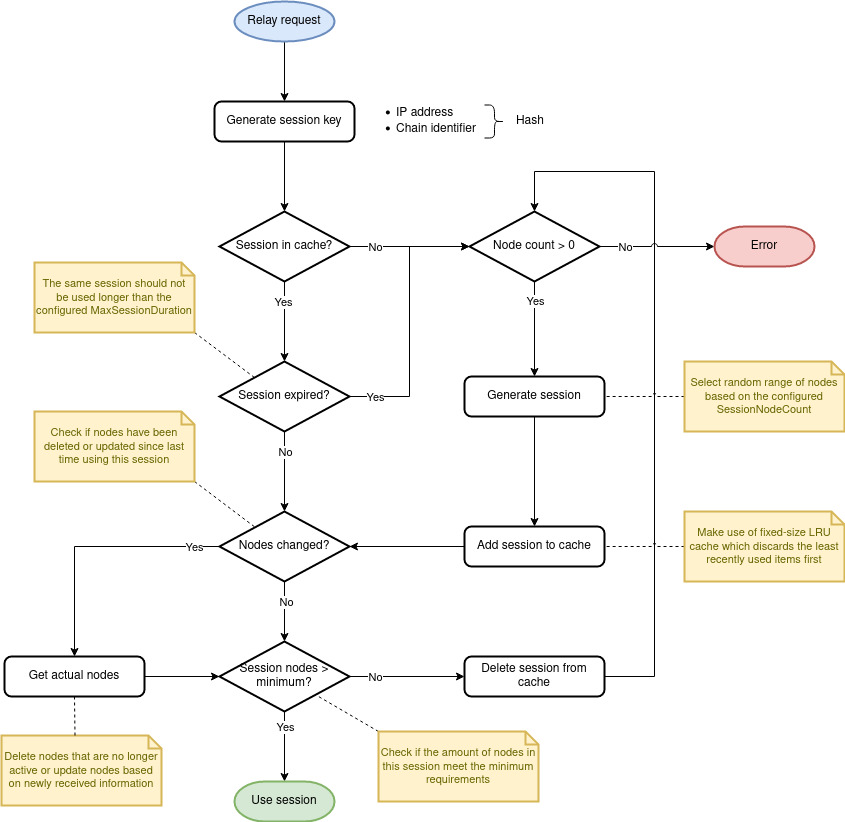 Relay request
Generate session key
• IP address
• Chain identifier
Hash
Session in cache?
No
Node count > 0
No
Error
Yes
Yes
The same session should not
be used longer than the
configured MaxSessionDuration
Session expired?
Yes
Generate session
Select random range of nodes
based on the configured
SessionNodeCount
Check if nodes have been
deleted or updated since last
time using this session
No
Yes
Nodes changed?
Add session to cache
Make use of fixed-size LRU
cache which discards the least
recently used items first
No
Get actual nodes
Session nodes >
minimum?
No
Delete session from
cache
Yes
Delete nodes that are no longer
active or update nodes based
on newly received information
Check if the amount of nodes in
this session meet the minimum
requirements
Use session